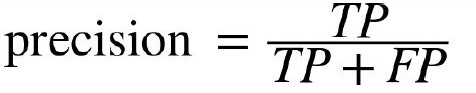 precision = TP / TP + FP